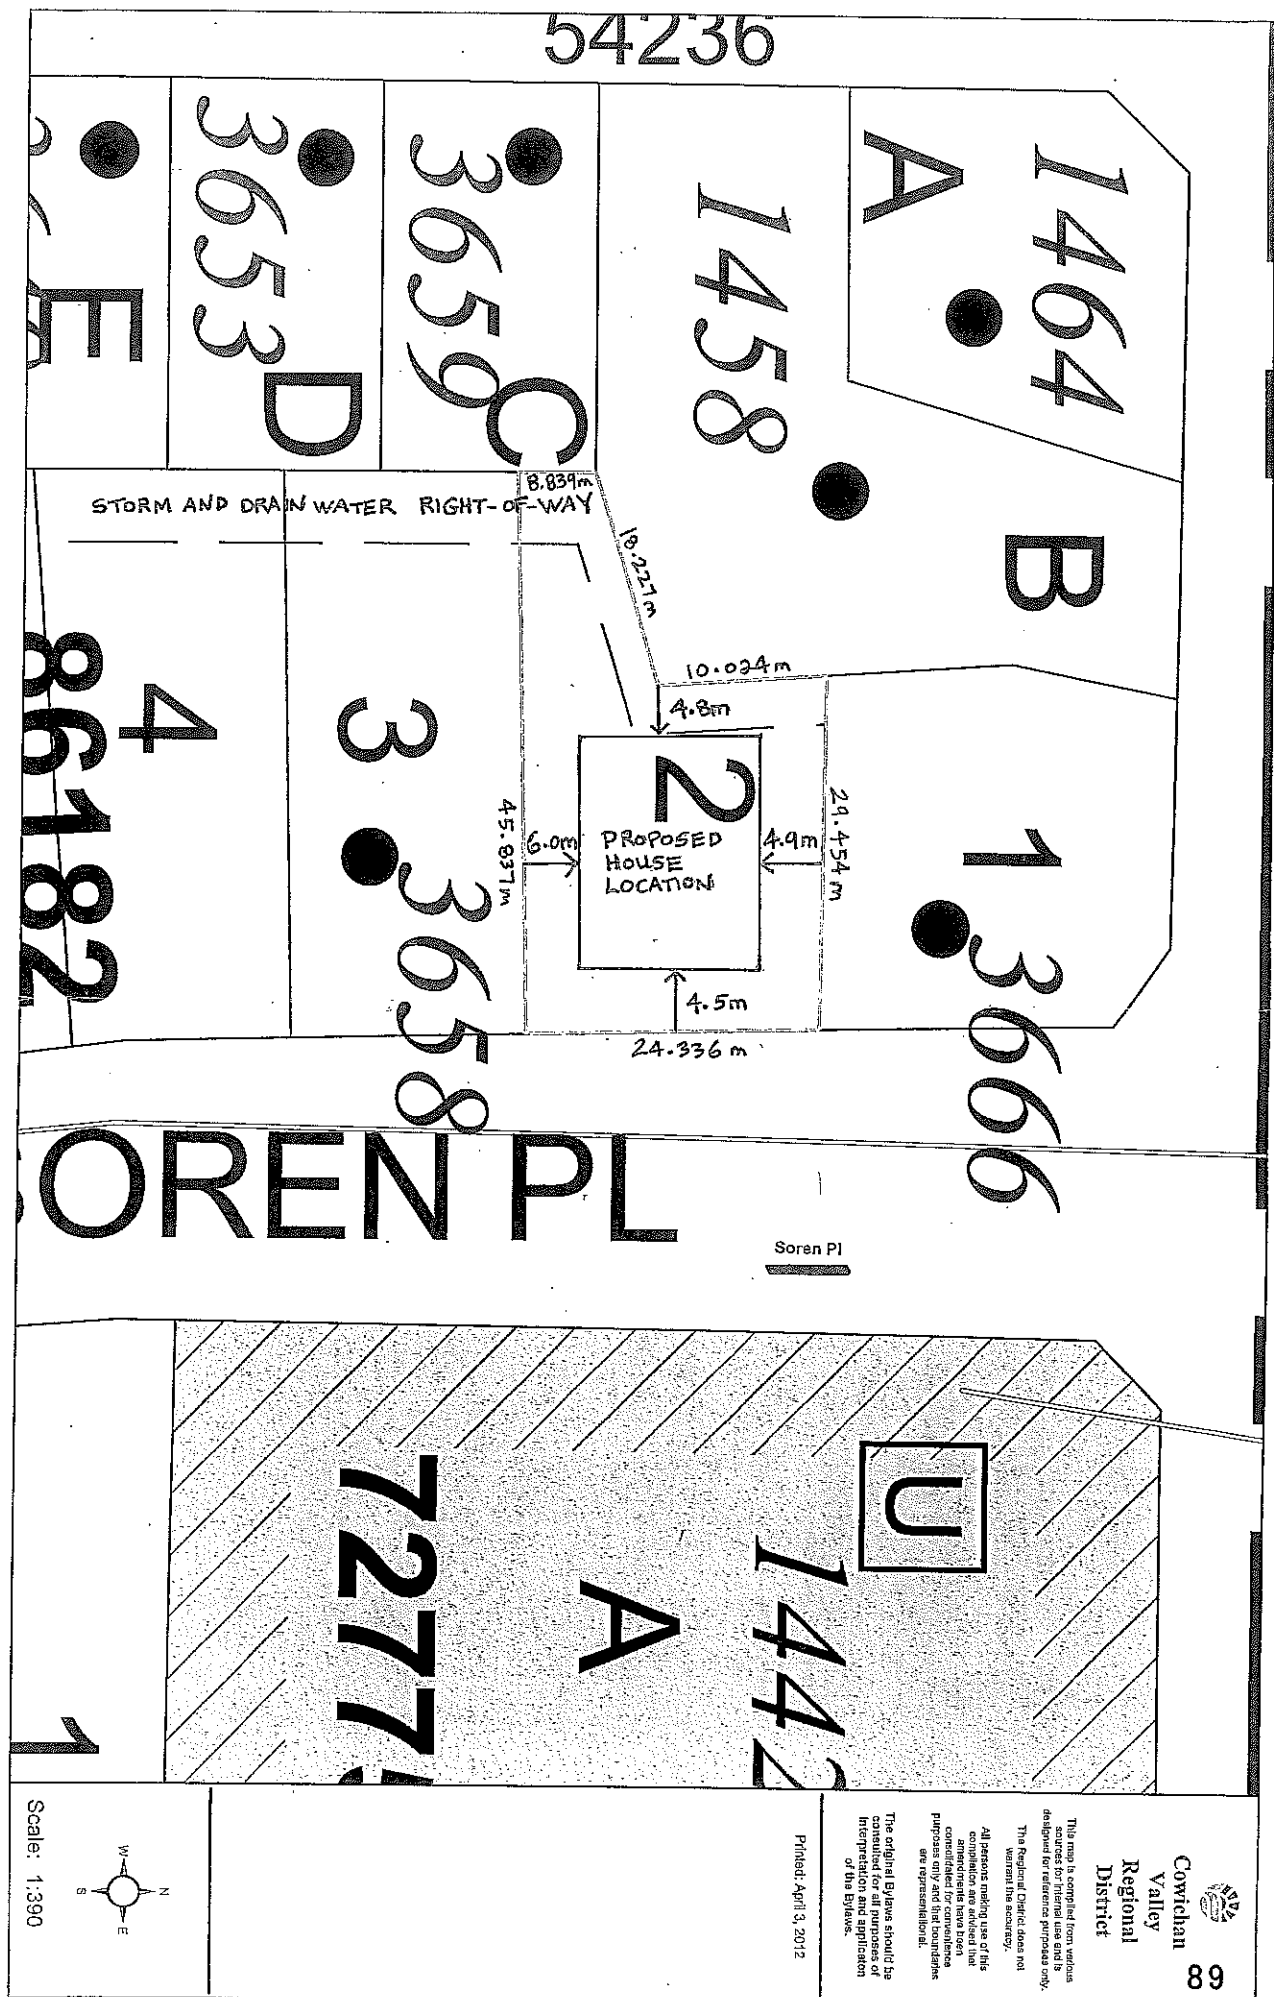 54236
1464
A
1458
3659
C
3653
D
E
B
8.839m
STORM AND DRAIN WATER RIGHT-OF-WAY
18.227m
10.024m
4.8m
2
PROPOSED
HOUSE
LOCATION
6.0m
4.9m
45.837m
29.454m
4.5m
24.336m
1
3666
3
3658
4
86182
OREN PL
Soren Pl
U
1442
A
7277
1
Cowichan
Valley
Regional
District
89
This map is compiled from various
sources for internal use and is
designed for reference purposes only.
The Regional District does not
warrant the accuracy.
All persons making use of this
compilation are advised that
amendments have been
consolidated for convenience
purposes only and that boundaries
are representational.
The original Bylaws should be
consulted for all purposes of
interpretation and application
of the Bylaws.
Printed: April 3, 2012
N
W
E
S
Scale: 1:390